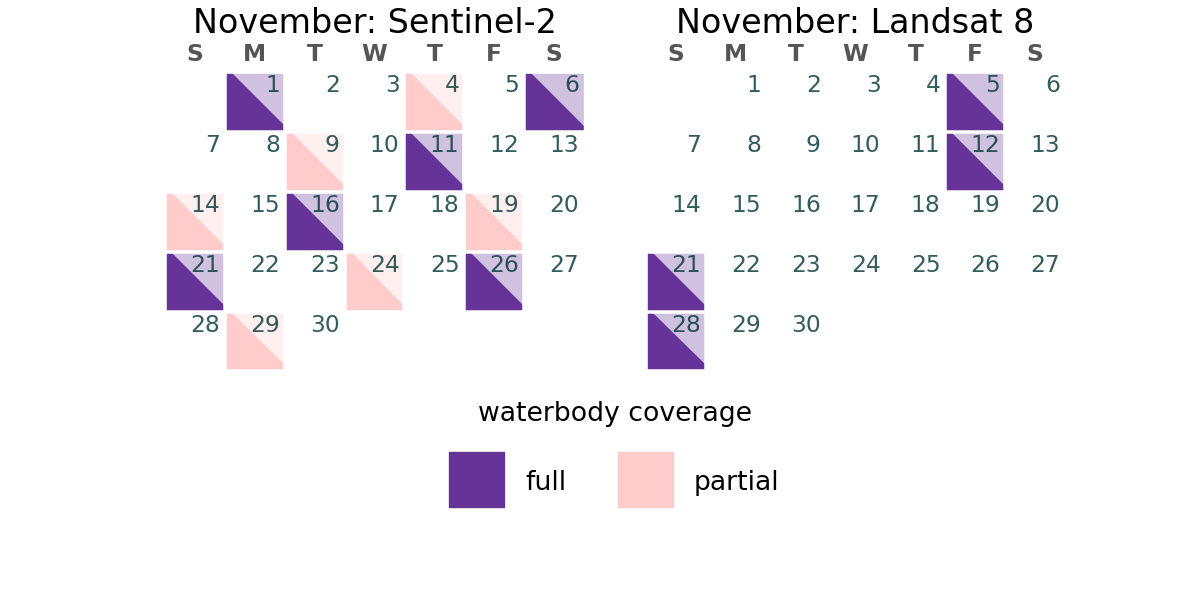 November: Sentinel-2
S M T W T F S
1 2 3 4 5 6
7 8 9 10 11 12 13
14 15 16 17 18 19 20
21 22 23 24 25 26 27
28 29 30
November: Landsat 8
S M T W T F S
1 2 3 4 5 6
7 8 9 10 11 12 13
14 15 16 17 18 19 20
21 22 23 24 25 26 27
28 29 30
waterbody coverage
full partial